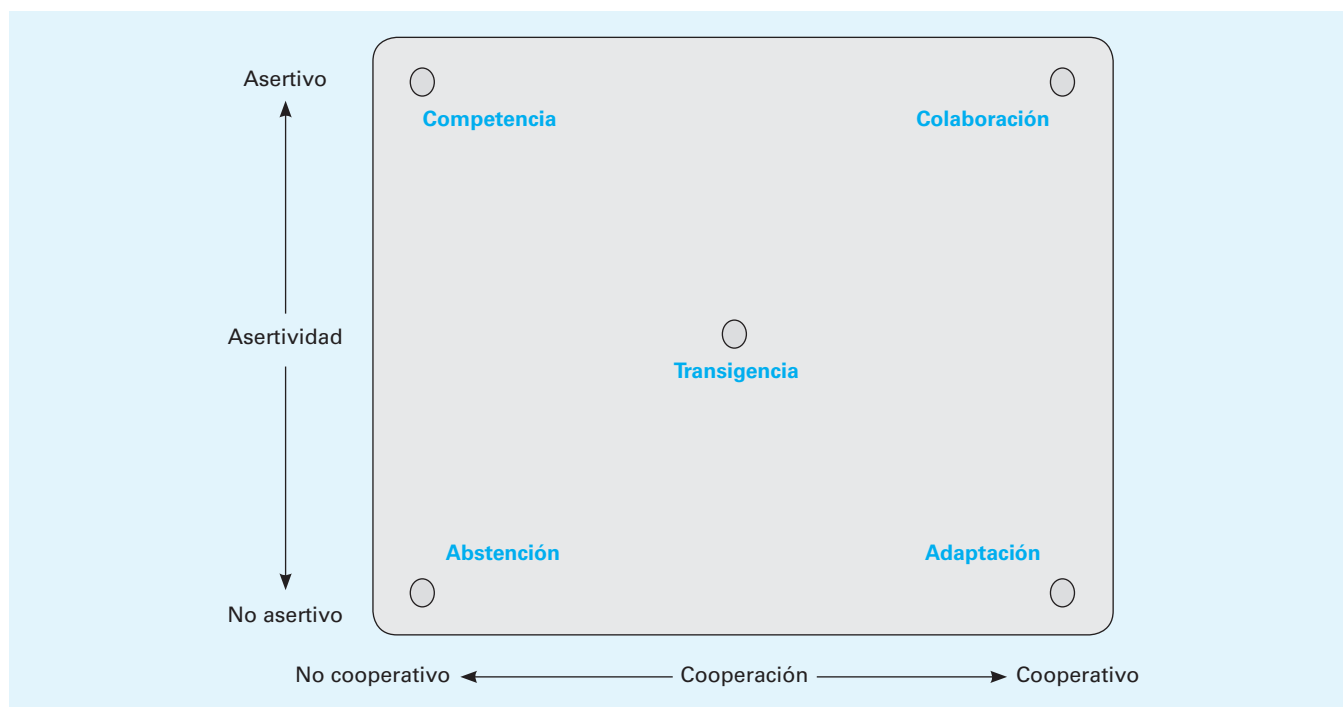 Asertivo
Competencia
Colaboración
Asertividad
Transigencia
Abstención
Adaptación
No asertivo
No cooperativo
Cooperación
Cooperativo